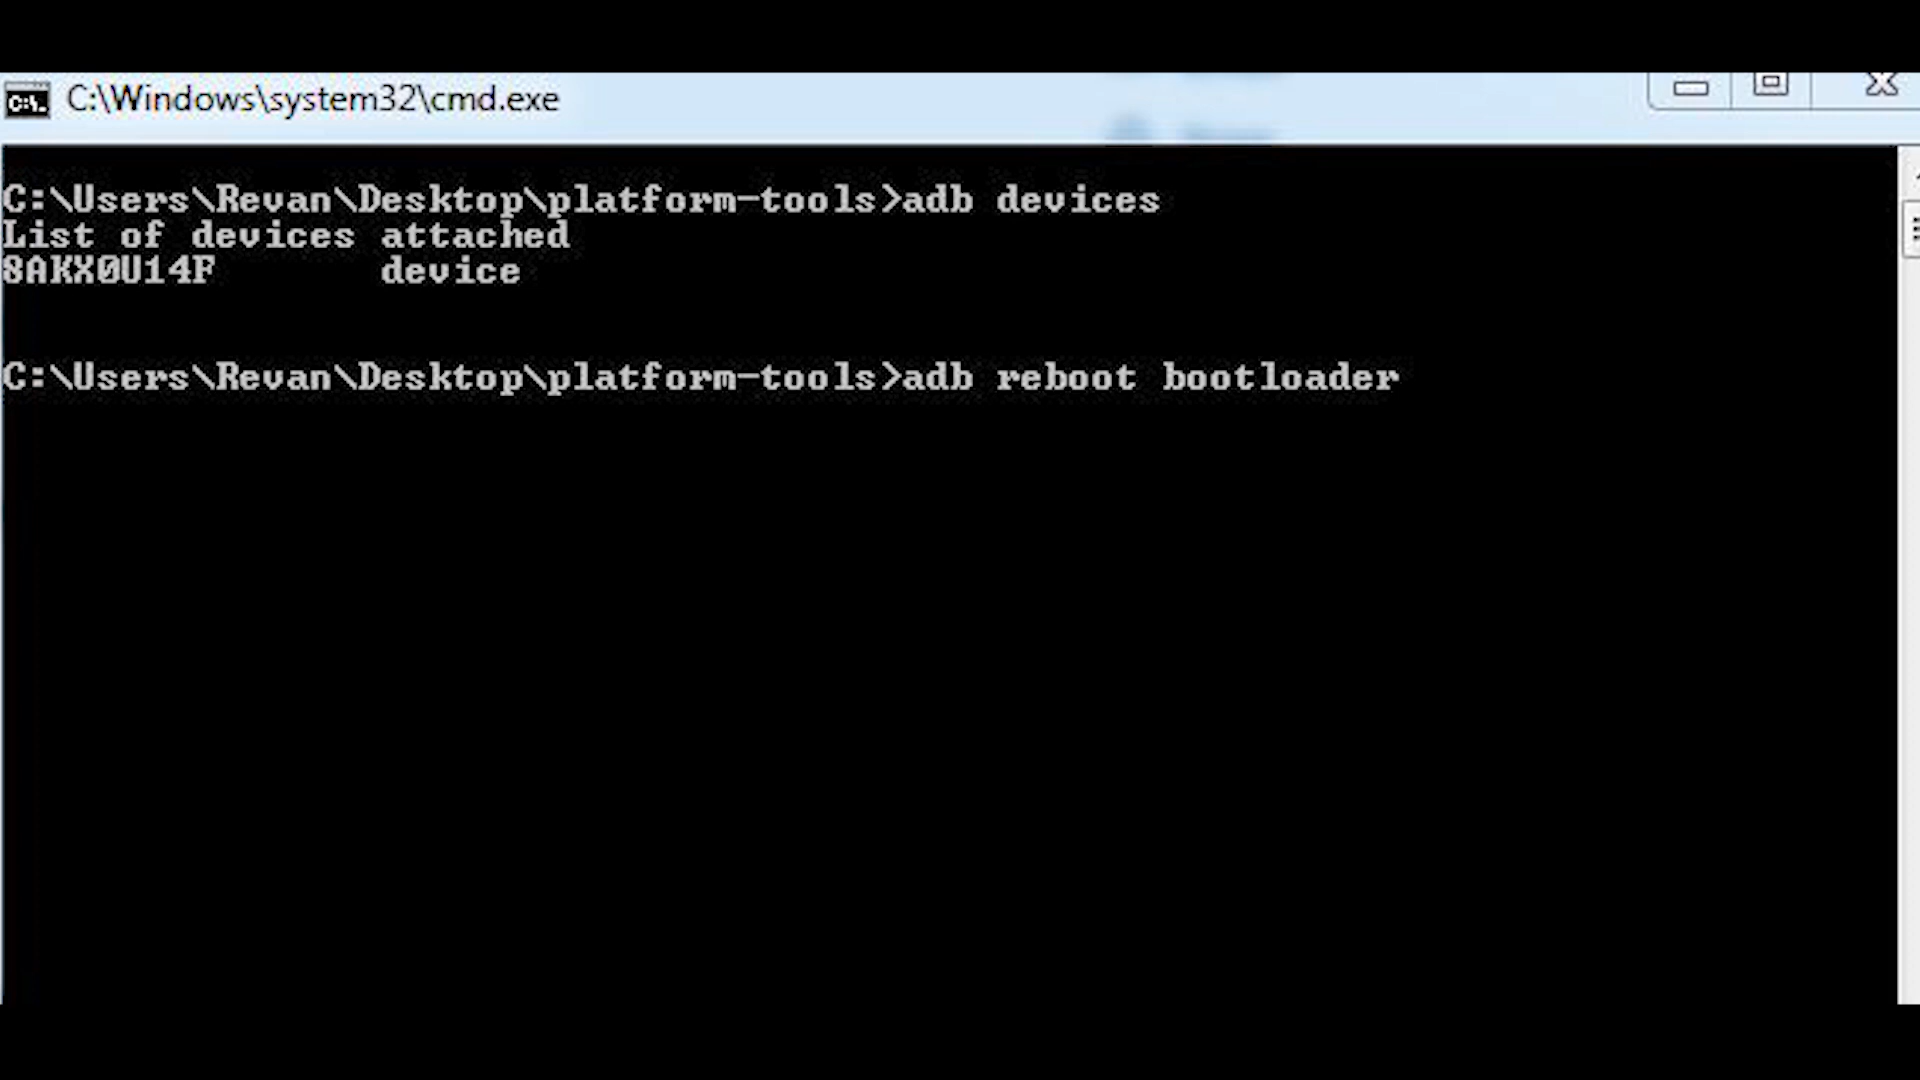 C:\Windows\system32\cmd.exe
C:\Users\Revan\Desktop\platform-tools>adb devices
List of devices attached
8AKX0U14F device
C:\Users\Revan\Desktop\platform-tools>adb reboot bootloader